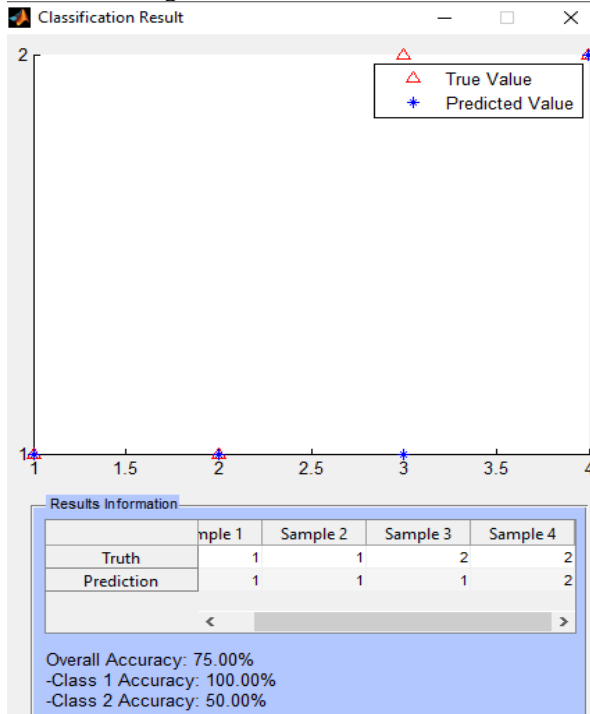 Classification Result
2
True Value
Predicted Value
1
1 1.5 2 2.5 3 3.5 4
Results Information
mple 1 Sample 2 Sample 3 Sample 4
Truth 1 1 2 2
Prediction 1 1 1 2
Overall Accuracy: 75.00%
-Class 1 Accuracy: 100.00%
-Class 2 Accuracy: 50.00%